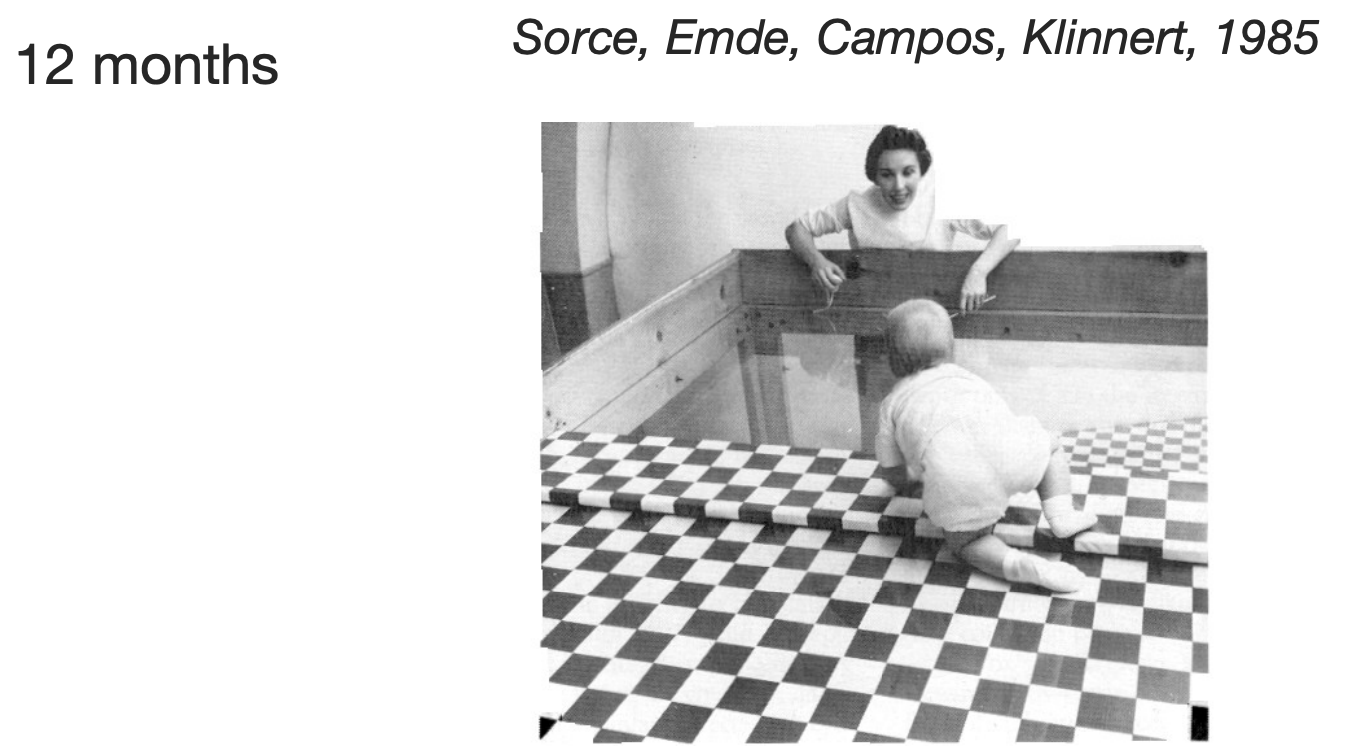 12 months
Sorce, Emde, Campos, Klinnert, 1985